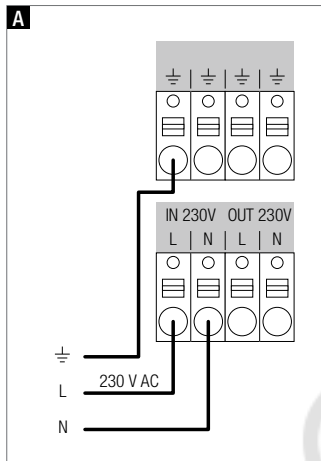 A
⏚ | ⏚ | ⏚ | ⏚
IN 230V OUT 230V
L | N | L | N
⏚
L 230 V AC
N